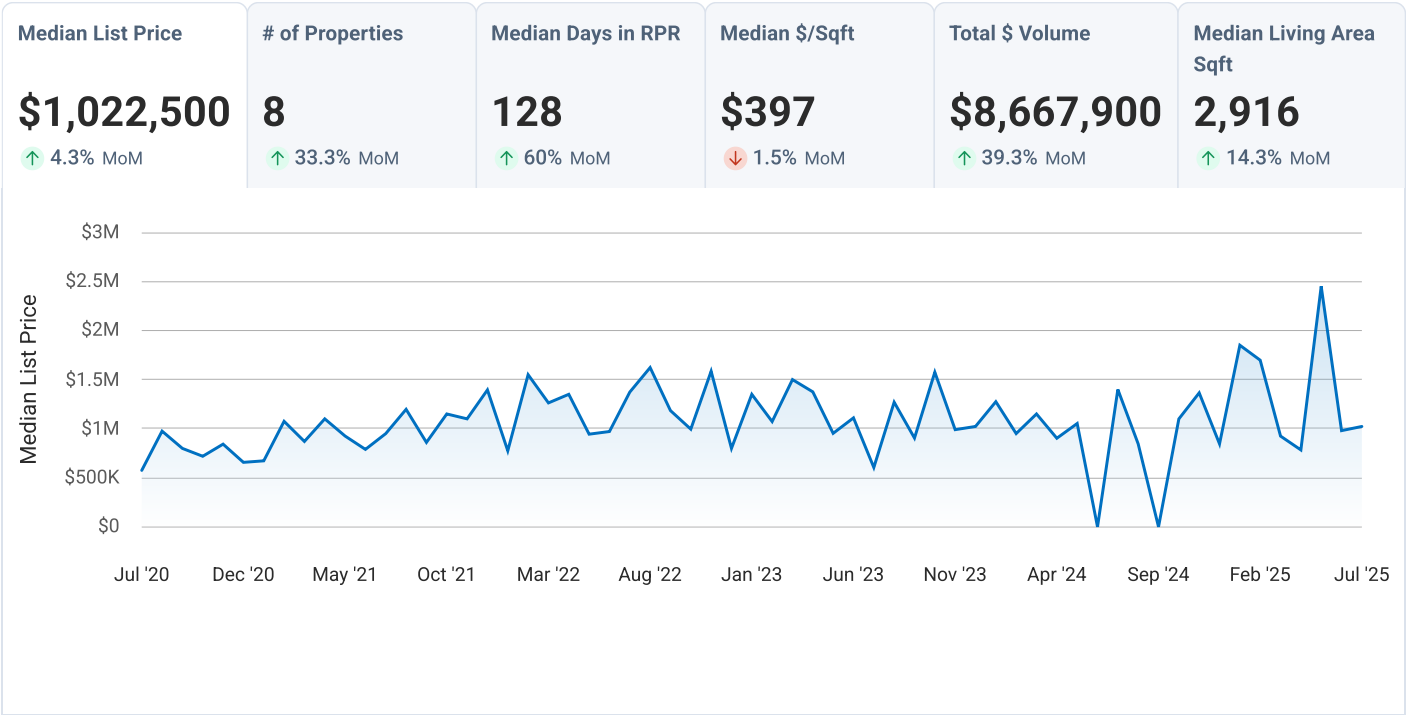 Median List Price
$1,022,500
4.3% MoM
# of Properties
8
33.3% MoM
Median Days in RPR
128
60% MoM
Median $/Sqft
$397
1.5% MoM
Total $ Volume
$8,667,900
39.3% MoM
Median Living Area
Sqft
2,916
14.3% MoM
Median List Price
$3M
$2.5M
$2M
$1.5M
$1M
$500K
$0
Jul '20 Dec '20 May '21 Oct '21 Mar '22 Aug '22 Jan '23 Jun '23 Nov '23 Apr '24 Sep '24 Feb '25 Jul '25